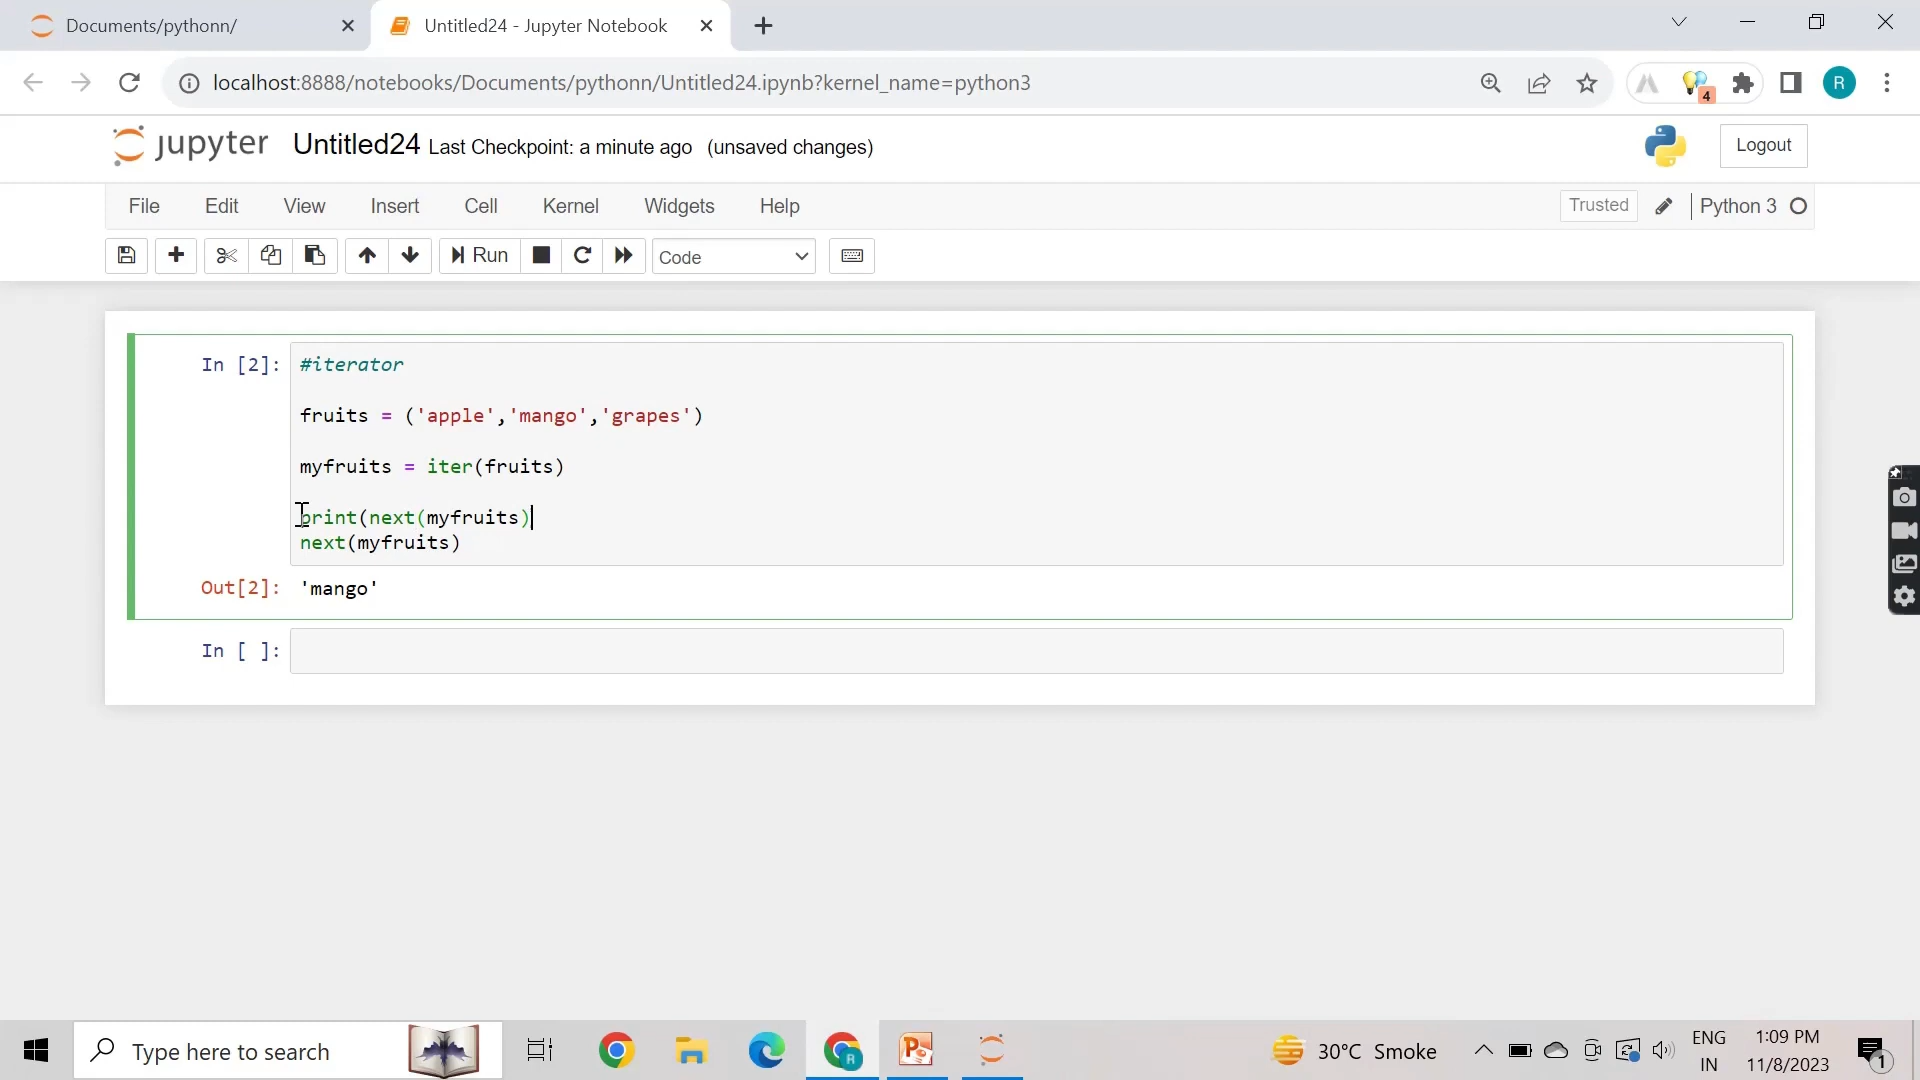 Documents/pythonn/
Untitled24 - Jupyter Notebook
localhost:8888/notebooks/Documents/pythonn/Untitled24.ipynb?kernel_name=python3
4
R
jupyter Untitled24 Last Checkpoint: a minute ago (unsaved changes)
Logout
File Edit View Insert Cell Kernel Widgets Help
Trusted
Python 3
Run
Code
In [2]: #iterator
fruits = ('apple','mango','grapes')
myfruits = iter(fruits)
print(next(myfruits)
next(myfruits)
Out[2]: 'mango'
In [ ]:
Type here to search
R
P
30°C Smoke
ENG
IN
1:09 PM
11/8/2023
1